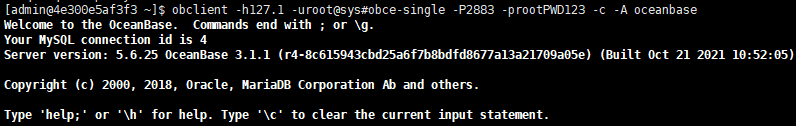 [admin@4e300e5af3f3 ~]$ obclient -h127.1 -uroot@sys#obce-single -P2883 -prootPWD123 -c -A oceanbase
Welcome to the OceanBase.  Commands end with ; or \g.
Your MySQL connection id is 4
Server version: 5.6.25 OceanBase 3.1.1 (r4-8c615943cbd25a6f7b8bdfd8677a13a21709a05e) (Built Oct 21 2021 10:52:05)
Copyright (c) 2000, 2018, Oracle, MariaDB Corporation Ab and others.
Type 'help;' or '\h' for help. Type '\c' to clear the current input statement.